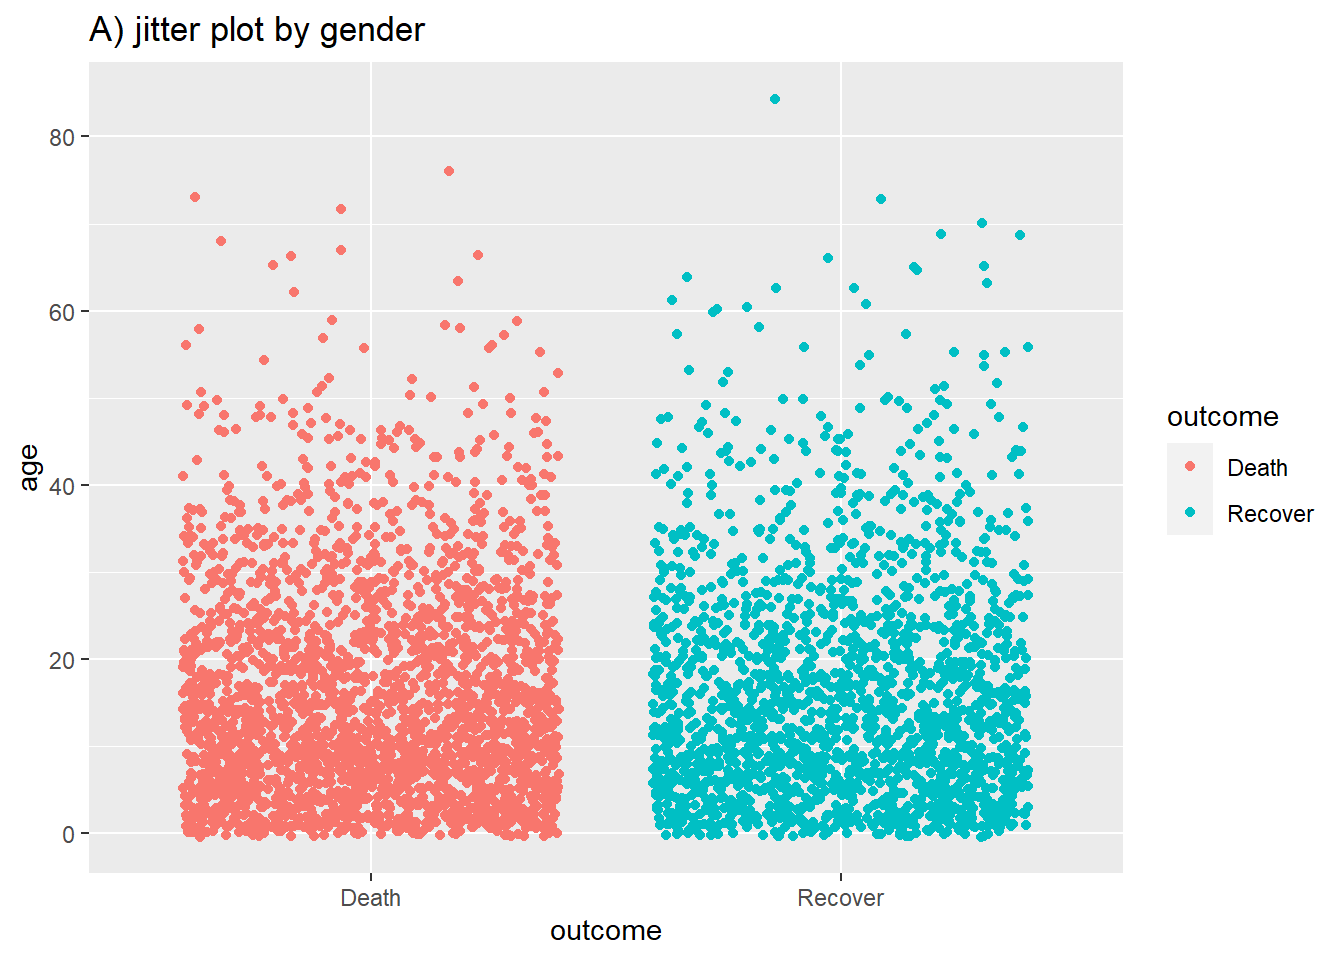 A) jitter plot by gender
80
60
40
20
0
age
Death
Recover
outcome
outcome
Death
Recover